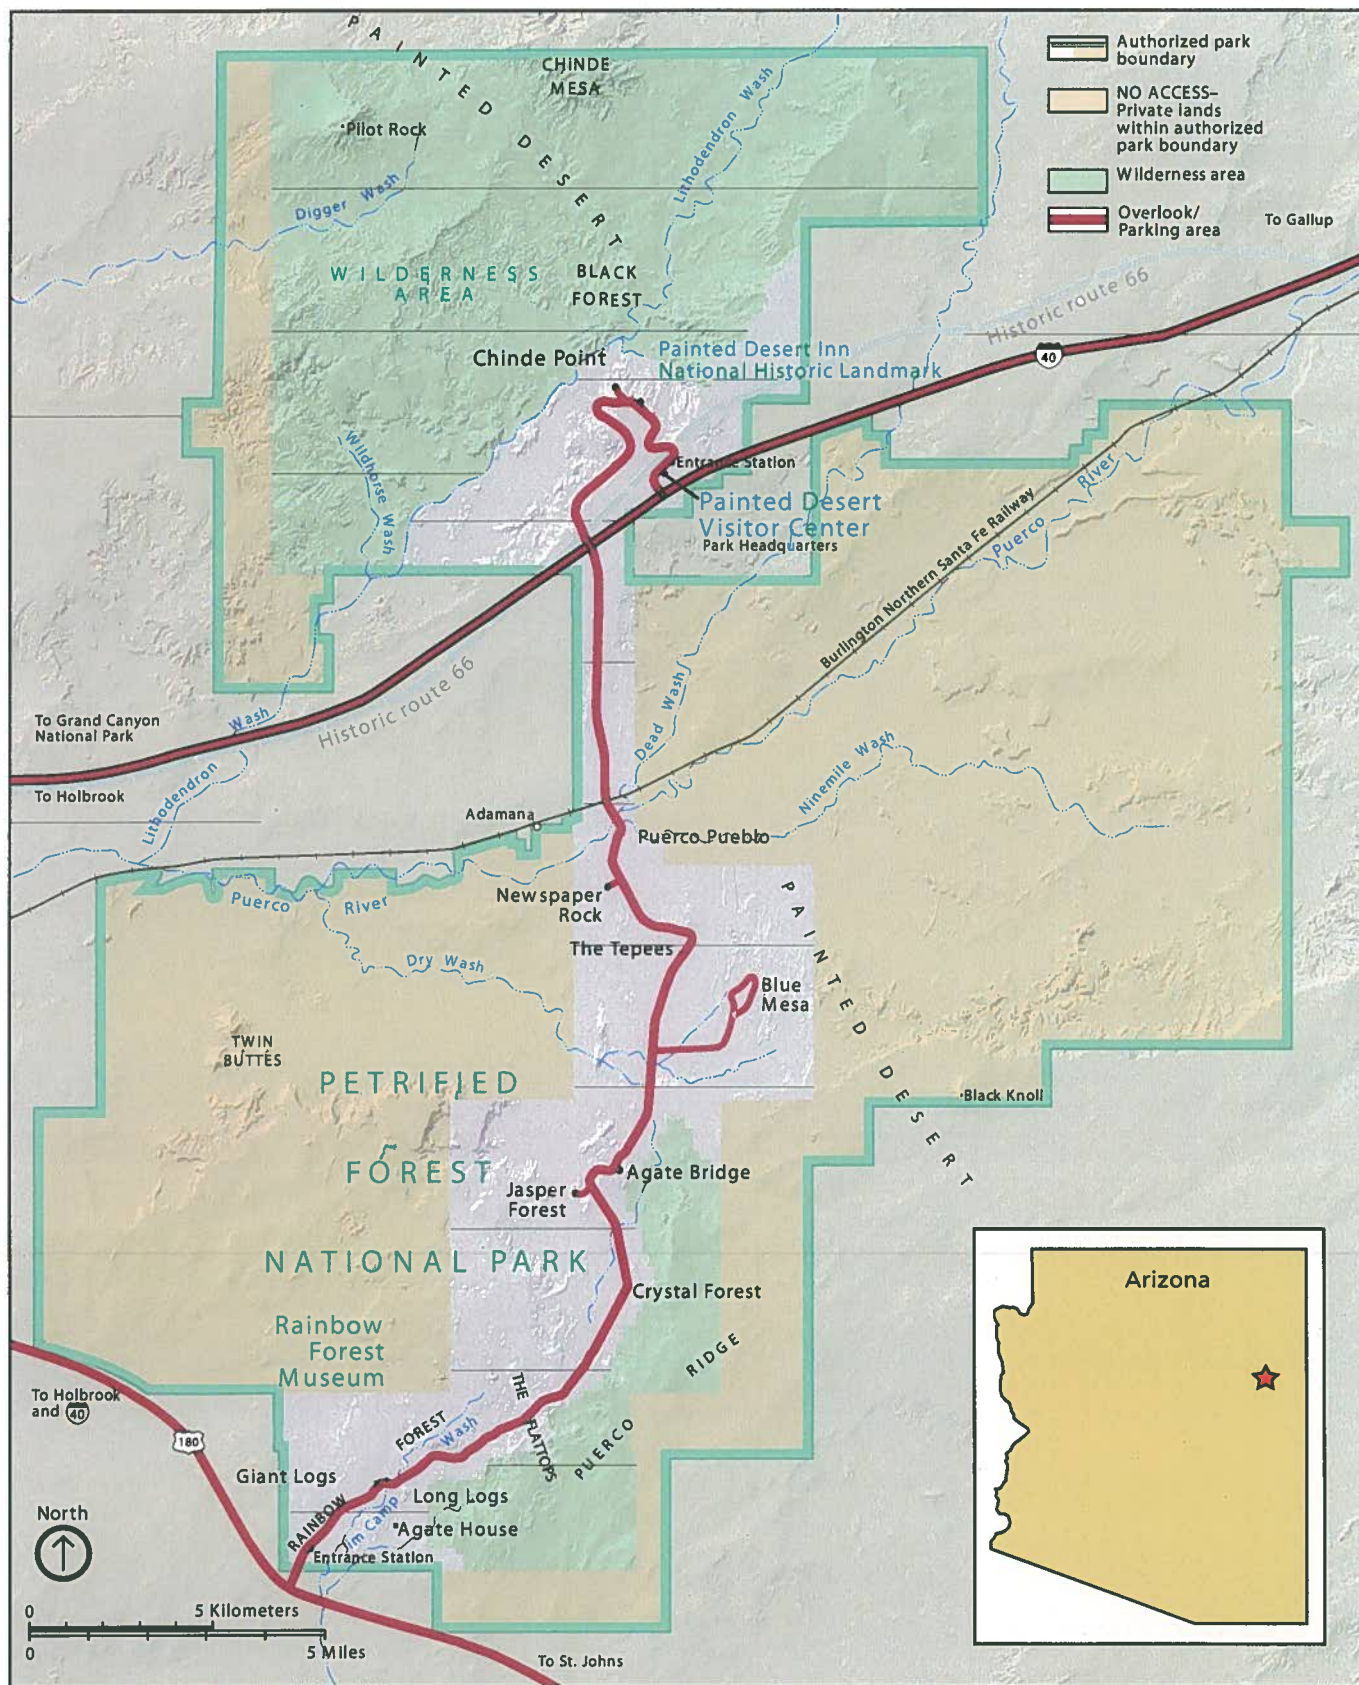 PAINTED DESERT
CHINDE
MESA
Pilot Rock
Lithodendron Wash
Digger Wash
WILDERNESS
AREA
BLACK
FOREST
Authorized park
boundary
NO ACCESS–
Private lands
within authorized
park boundary
Wilderness area
Overlook/
Parking area
To Gallup
Historic route 66
40
Chinde Point
Painted Desert Inn
National Historic Landmark
Wildhorse Wash
Entrance Station
Painted Desert
Visitor Center
Park Headquarters
Puerco River
Burlington Northern Santa Fe Railway
To Grand Canyon
National Park
Lithodendron Wash
Historic route 66
To Holbrook
Dead Wash
Ninemile Wash
Adamana
Puerco Pueblo
Puerco River
Newspaper
Rock
The Tepees
Dry Wash
Blue
Mesa
PAINTED DESERT
TWIN
BUTTES
Black Knoll
PETRIFIED
FOREST
NATIONAL PARK
Agate Bridge
Jasper
Forest
Crystal Forest
Rainbow
Forest
Museum
PUERCO RIDGE
THE FLATTOPS
To Holbrook
and 40
180
RAINBOW FOREST
Jim Camp Wash
Giant Logs
Long Logs
Agate House
Entrance Station
North
0 5 Kilometers
0 5 Miles
To St. Johns
Arizona